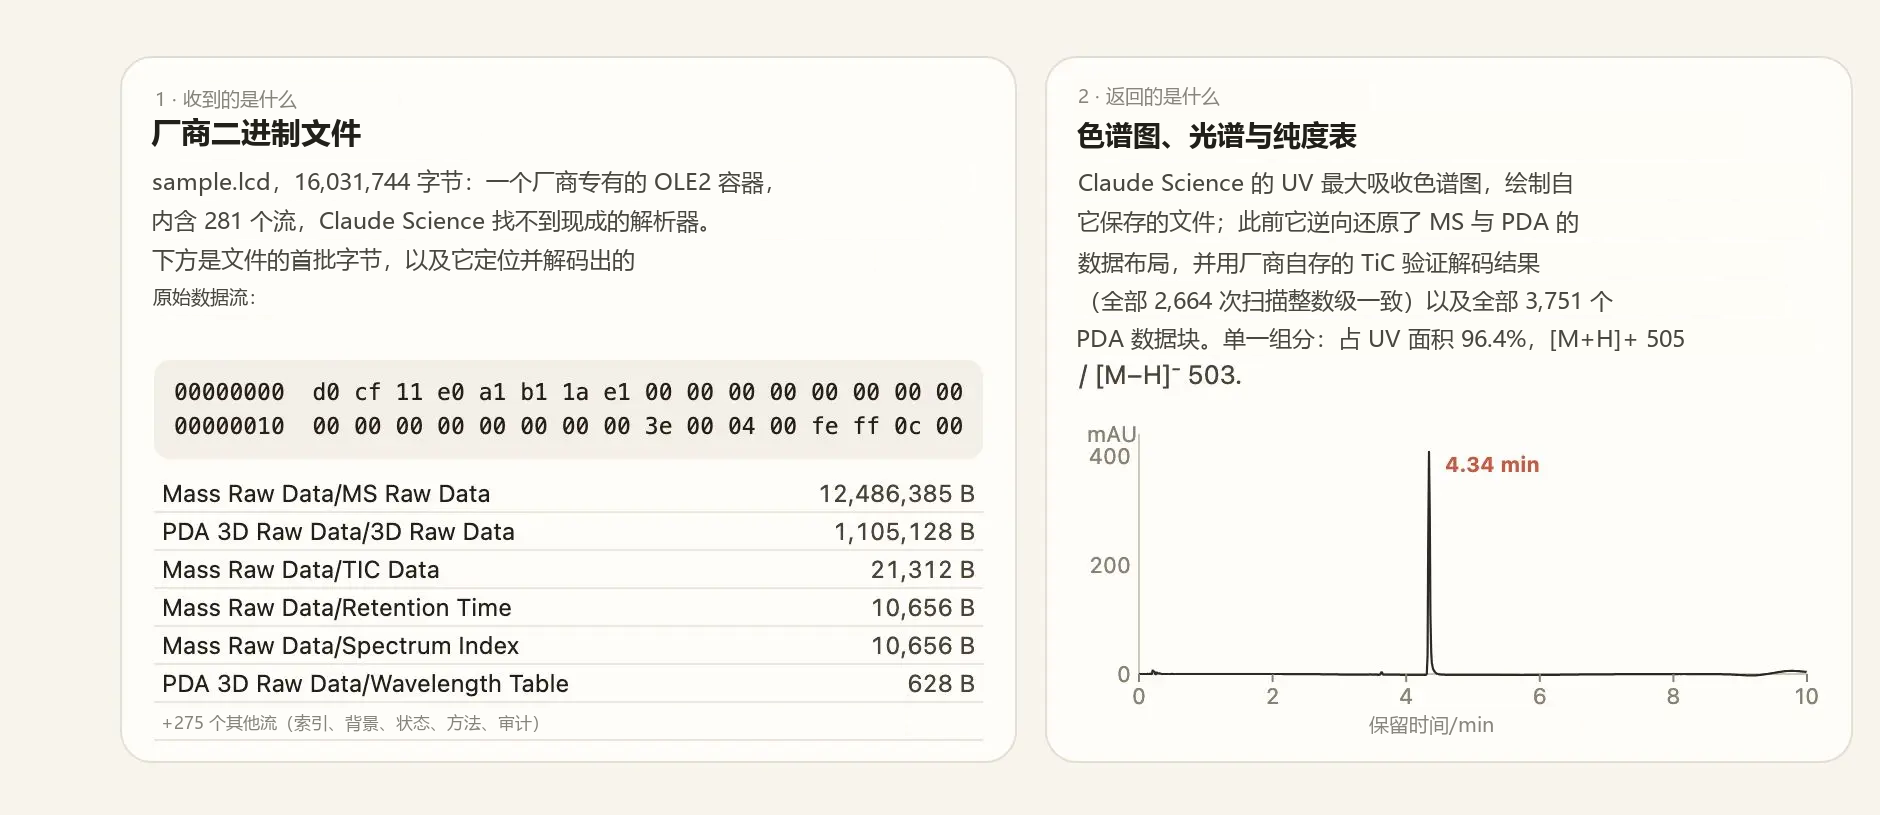 1 · 收到的是什么
厂商二进制文件
sample.lcd，16,031,744 字节：一个厂商专有的 OLE2 容器，
内含 281 个流，Claude Science 找不到现成的解析器。
下方是文件的首批字节，以及它定位并解码出的
原始数据流：
00000000 d0 cf 11 e0 a1 b1 1a e1 00 00 00 00 00 00 00 00
00000010 00 00 00 00 00 00 00 00 3e 00 04 00 fe ff 0c 00
Mass Raw Data/MS Raw Data 12,486,385 B
PDA 3D Raw Data/3D Raw Data 1,105,128 B
Mass Raw Data/TIC Data 21,312 B
Mass Raw Data/Retention Time 10,656 B
Mass Raw Data/Spectrum Index 10,656 B
PDA 3D Raw Data/Wavelength Table 628 B
+275 个其他流（索引、背景、状态、方法、审计）
2 · 返回的是什么
色谱图、光谱与纯度表
Claude Science 的 UV 最大吸收色谱图，绘制自
它保存的文件；此前它逆向还原了 MS 与 PDA 的
数据布局，并用厂商自存的 TiC 验证解码结果
（全部 2,664 次扫描整数级一致）以及全部 3,751 个
PDA 数据块。单一组分：占 UV 面积 96.4%，[M+H]+ 505
/ [M−H]⁻ 503.
mAU
400
4.34 min
200
0
0 2 4 6 8 10
保留时间/min